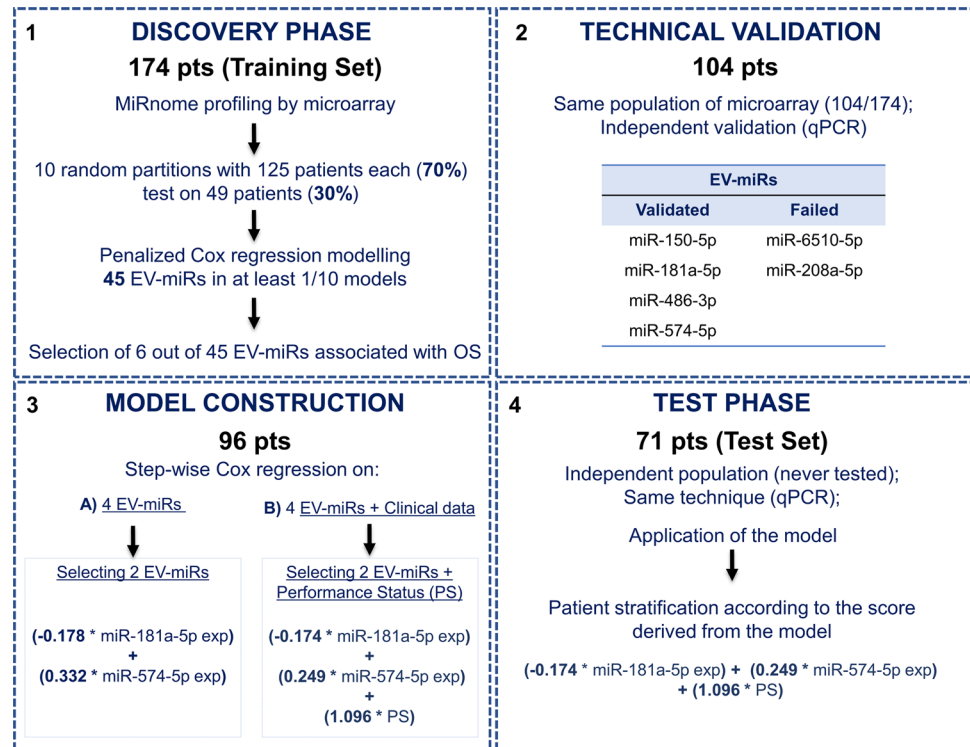 1
DISCOVERY PHASE
174 pts (Training Set)
MiRnome profiling by microarray
10 random partitions with 125 patients each (70%)
test on 49 patients (30%)
Penalized Cox regression modelling
45 EV-miRs in at least 1/10 models
Selection of 6 out of 45 EV-miRs associated with OS
2
TECHNICAL VALIDATION
104 pts
Same population of microarray (104/174);
Independent validation (qPCR)
EV-miRs
Validated Failed
miR-150-5p miR-6510-5p
miR-181a-5p miR-208a-5p
miR-486-3p
miR-574-5p
3
MODEL CONSTRUCTION
96 pts
Step-wise Cox regression on:
A) 4 EV-miRs
Selecting 2 EV-miRs
(-0.178 * miR-181a-5p exp)
+
(0.332 * miR-574-5p exp)
B) 4 EV-miRs + Clinical data
Selecting 2 EV-miRs +
Performance Status (PS)
(-0.174 * miR-181a-5p exp)
+
(0.249 * miR-574-5p exp)
+
(1.096 * PS)
4
TEST PHASE
71 pts (Test Set)
Independent population (never tested);
Same technique (qPCR);
Application of the model
Patient stratification according to the score
derived from the model
(-0.174 * miR-181a-5p exp) + (0.249 * miR-574-5p exp)
+ (1.096 * PS)